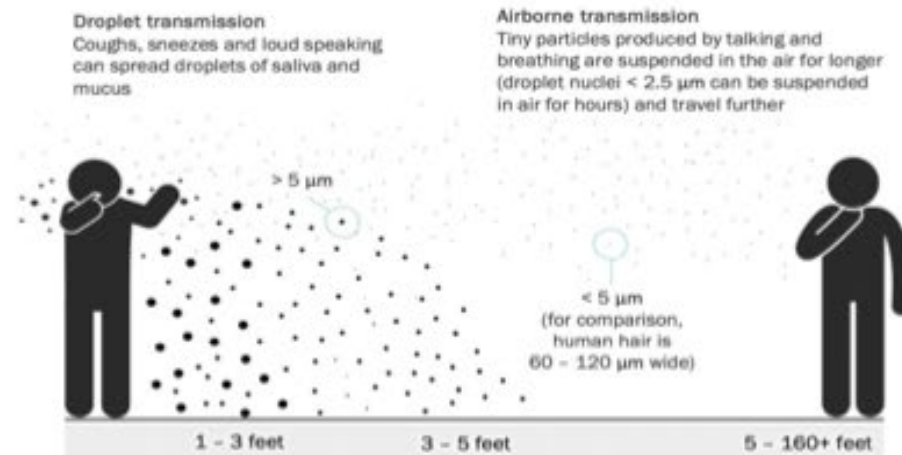 Droplet transmission
Coughs, sneezes and loud speaking
can spread droplets of saliva and
mucus
Airborne transmission
Tiny particles produced by talking and
breathing are suspended in the air for longer
(droplet nuclei < 2.5 μm can be suspended
in air for hours) and travel further
> 5 μm
< 5 μm
(for comparison,
human hair is
60 – 120 μm wide)
1 – 3 feet
3 – 5 feet
5 – 160+ feet